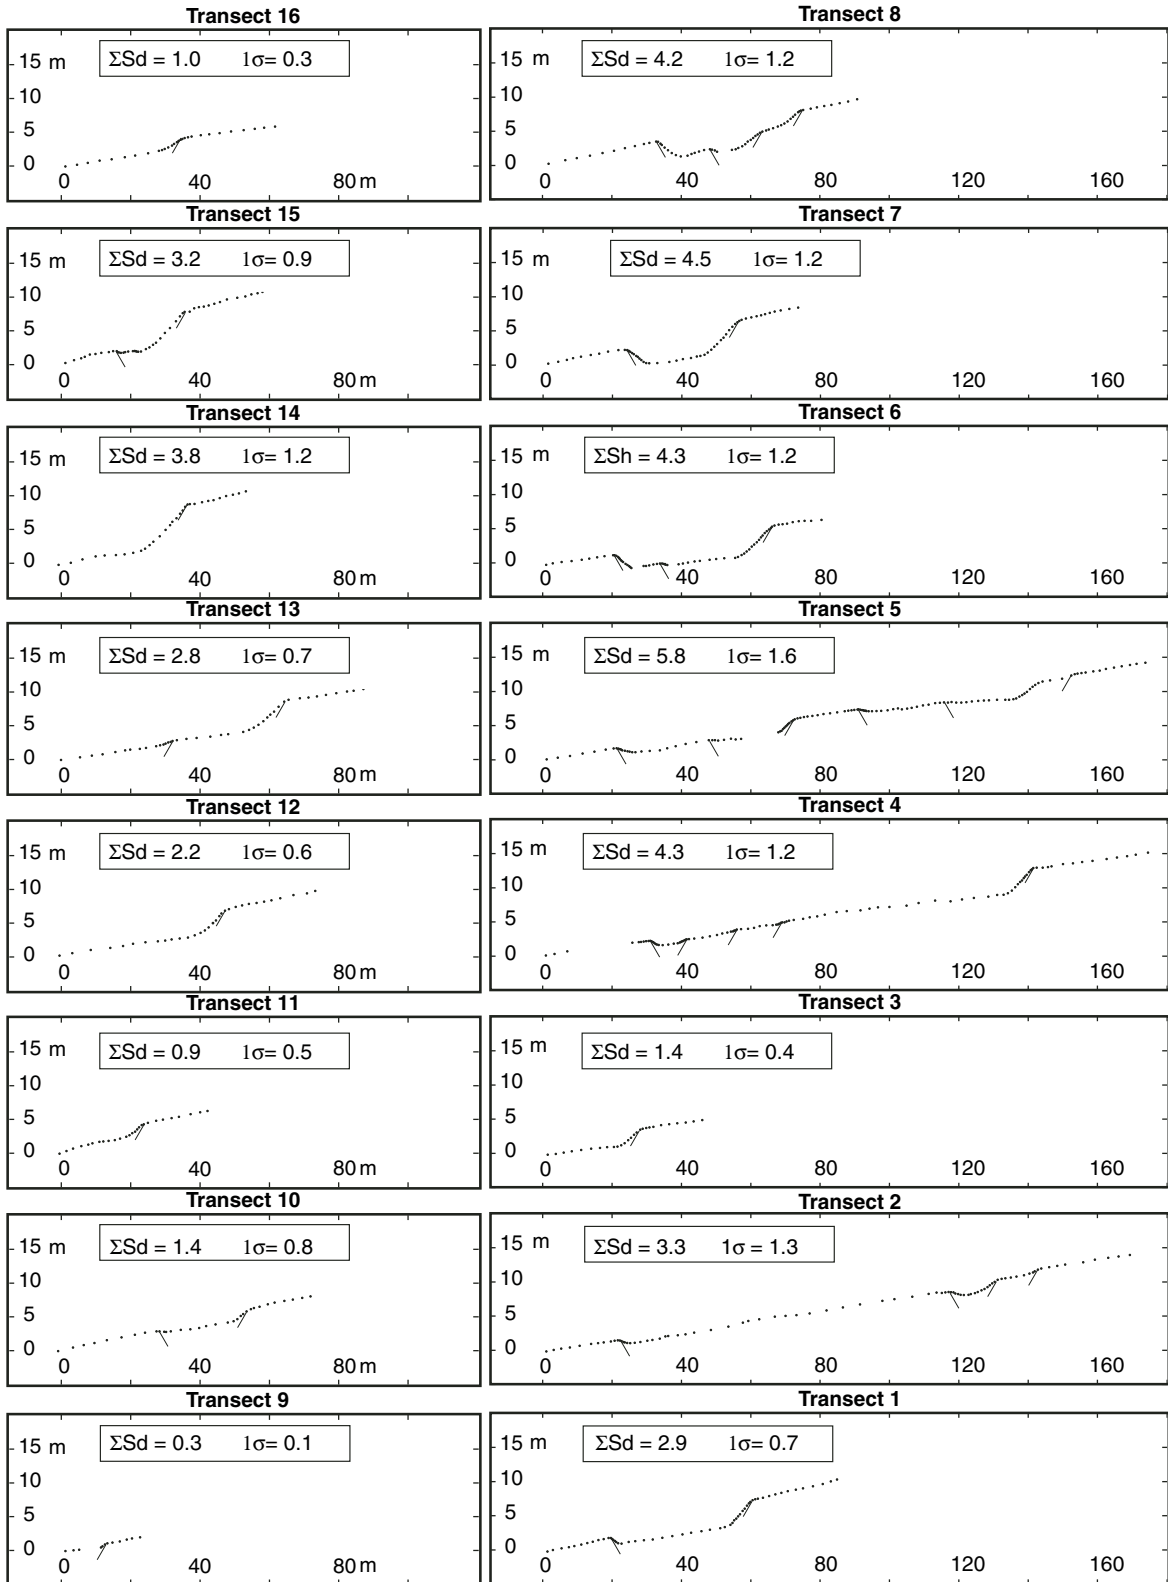 Transect 16
15 m
ΣSd = 1.0 1σ= 0.3
10
5
0
0 40 80 m
Transect 15
15 m
ΣSd = 3.2 1σ= 0.9
10
5
0
0 40 80 m
Transect 14
15 m
ΣSd = 3.8 1σ= 1.2
10
5
0
0 40 80 m
Transect 13
15 m
ΣSd = 2.8 1σ= 0.7
10
5
0
0 40 80 m
Transect 12
15 m
ΣSd = 2.2 1σ= 0.6
10
5
0
0 40 80 m
Transect 11
15 m
ΣSd = 0.9 1σ= 0.5
10
5
0
0 40 80 m
Transect 10
15 m
ΣSd = 1.4 1σ= 0.8
10
5
0
0 40 80 m
Transect 9
15 m
ΣSd = 0.3 1σ= 0.1
10
5
0
0 40 80 m
Transect 8
15 m
ΣSd = 4.2 1σ= 1.2
10
5
0
0 40 80 120 160
Transect 7
15 m
ΣSd = 4.5 1σ= 1.2
10
5
0
0 40 80 120 160
Transect 6
15 m
ΣSh = 4.3 1σ= 1.2
10
5
0
0 40 80 120 160
Transect 5
15 m
ΣSd = 5.8 1σ= 1.6
10
5
0
0 40 80 120 160
Transect 4
15 m
ΣSd = 4.3 1σ= 1.2
10
5
0
0 40 80 120 160
Transect 3
15 m
ΣSd = 1.4 1σ= 0.4
10
5
0
0 40 80 120 160
Transect 2
15 m
ΣSd = 3.3 1σ = 1.3
10
5
0
0 40 80 120 160
Transect 1
15 m
ΣSd = 2.9 1σ= 0.7
10
5
0
0 40 80 120 160